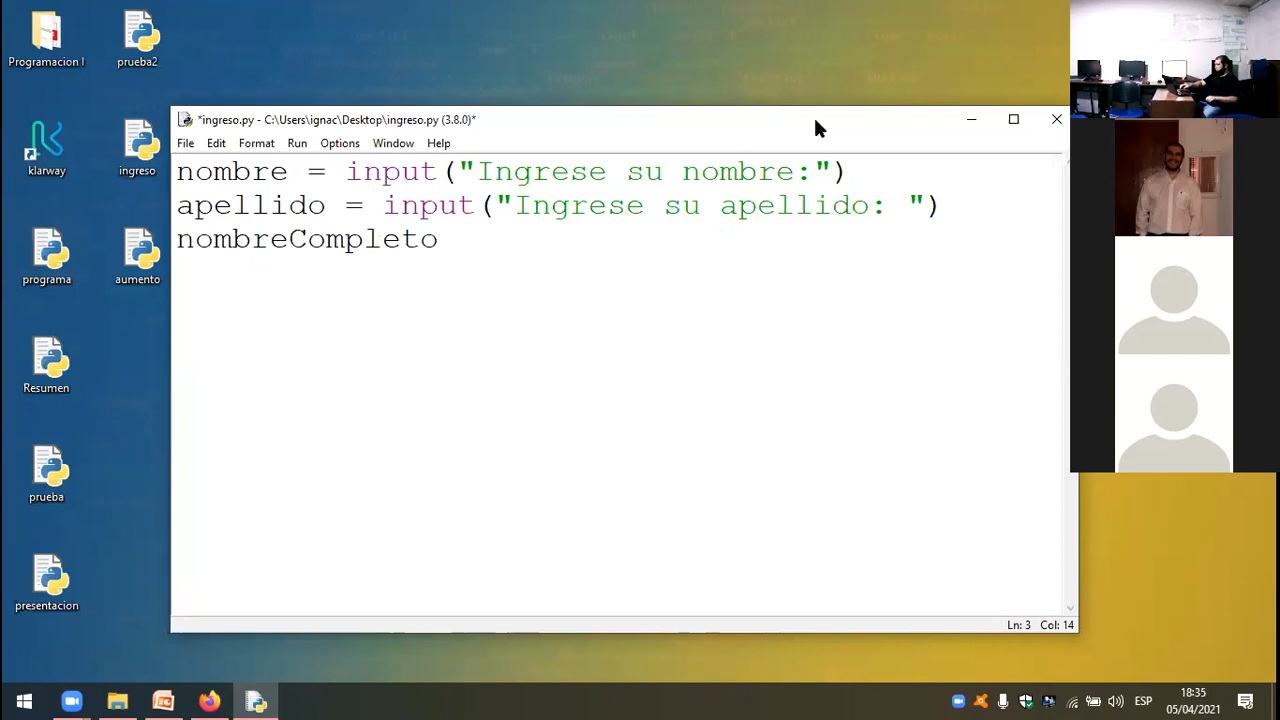 Programacion I
prueba2
klarway
ingreso
programa
aumento
Resumen
prueba
presentacion
*ingreso.py - C:\Users\ignac\Desktop\ingreso.py (3.8.0)*
File Edit Format Run Options Window Help
nombre = input("Ingrese su nombre:")
apellido = input("Ingrese su apellido: ")
nombreCompleto
Ln: 3 Col: 14
ESP
18:35
05/04/2021